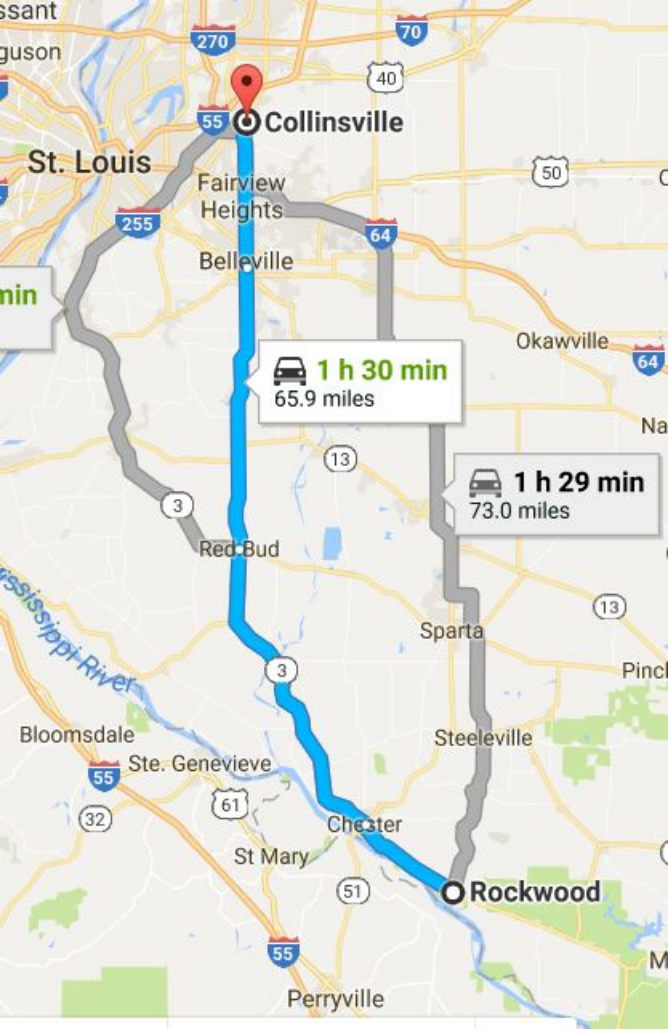 ssant
270
70
guson
40
55
Collinsville
St. Louis
50
Fairview
Heights
255
64
Belleville
min
Okawville
64
1 h 30 min
65.9 miles
Na
13
1 h 29 min
73.0 miles
3
Red Bud
ississippi River
13
Sparta
3
Pincl
Bloomsdale
Steeleville
Ste. Genevieve
55
61
32
Chester
St Mary
51
Rockwood
55
M
Perryville